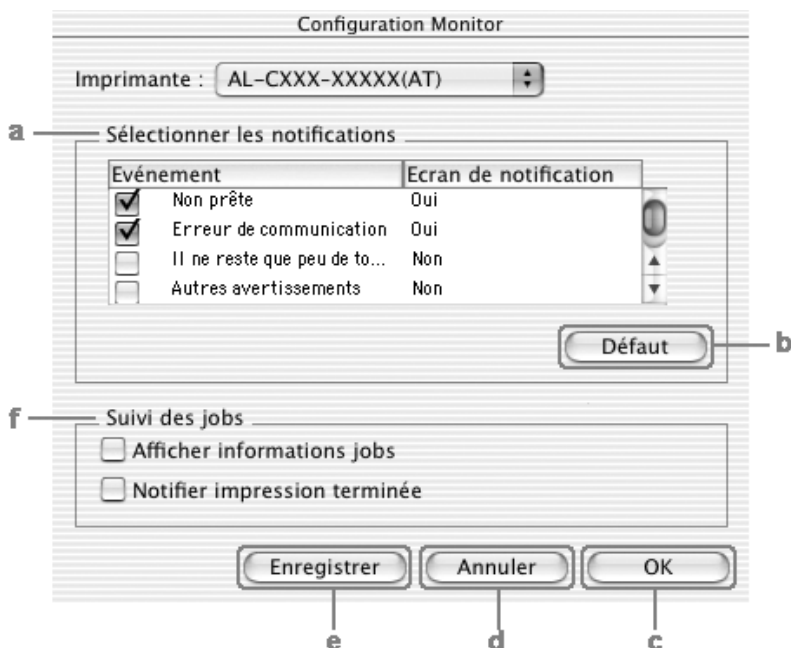 Configuration Monitor
Imprimante : AL-CXXX-XXXXX(AT)
a Sélectionner les notifications
Evénement Ecran de notification
Non prête Oui
Erreur de communication Oui
Il ne reste que peu de to... Non
Autres avertissements Non
Défaut b
f Suivi des jobs
Afficher informations jobs
Notifier impression terminée
Enregistrer Annuler OK
e d c